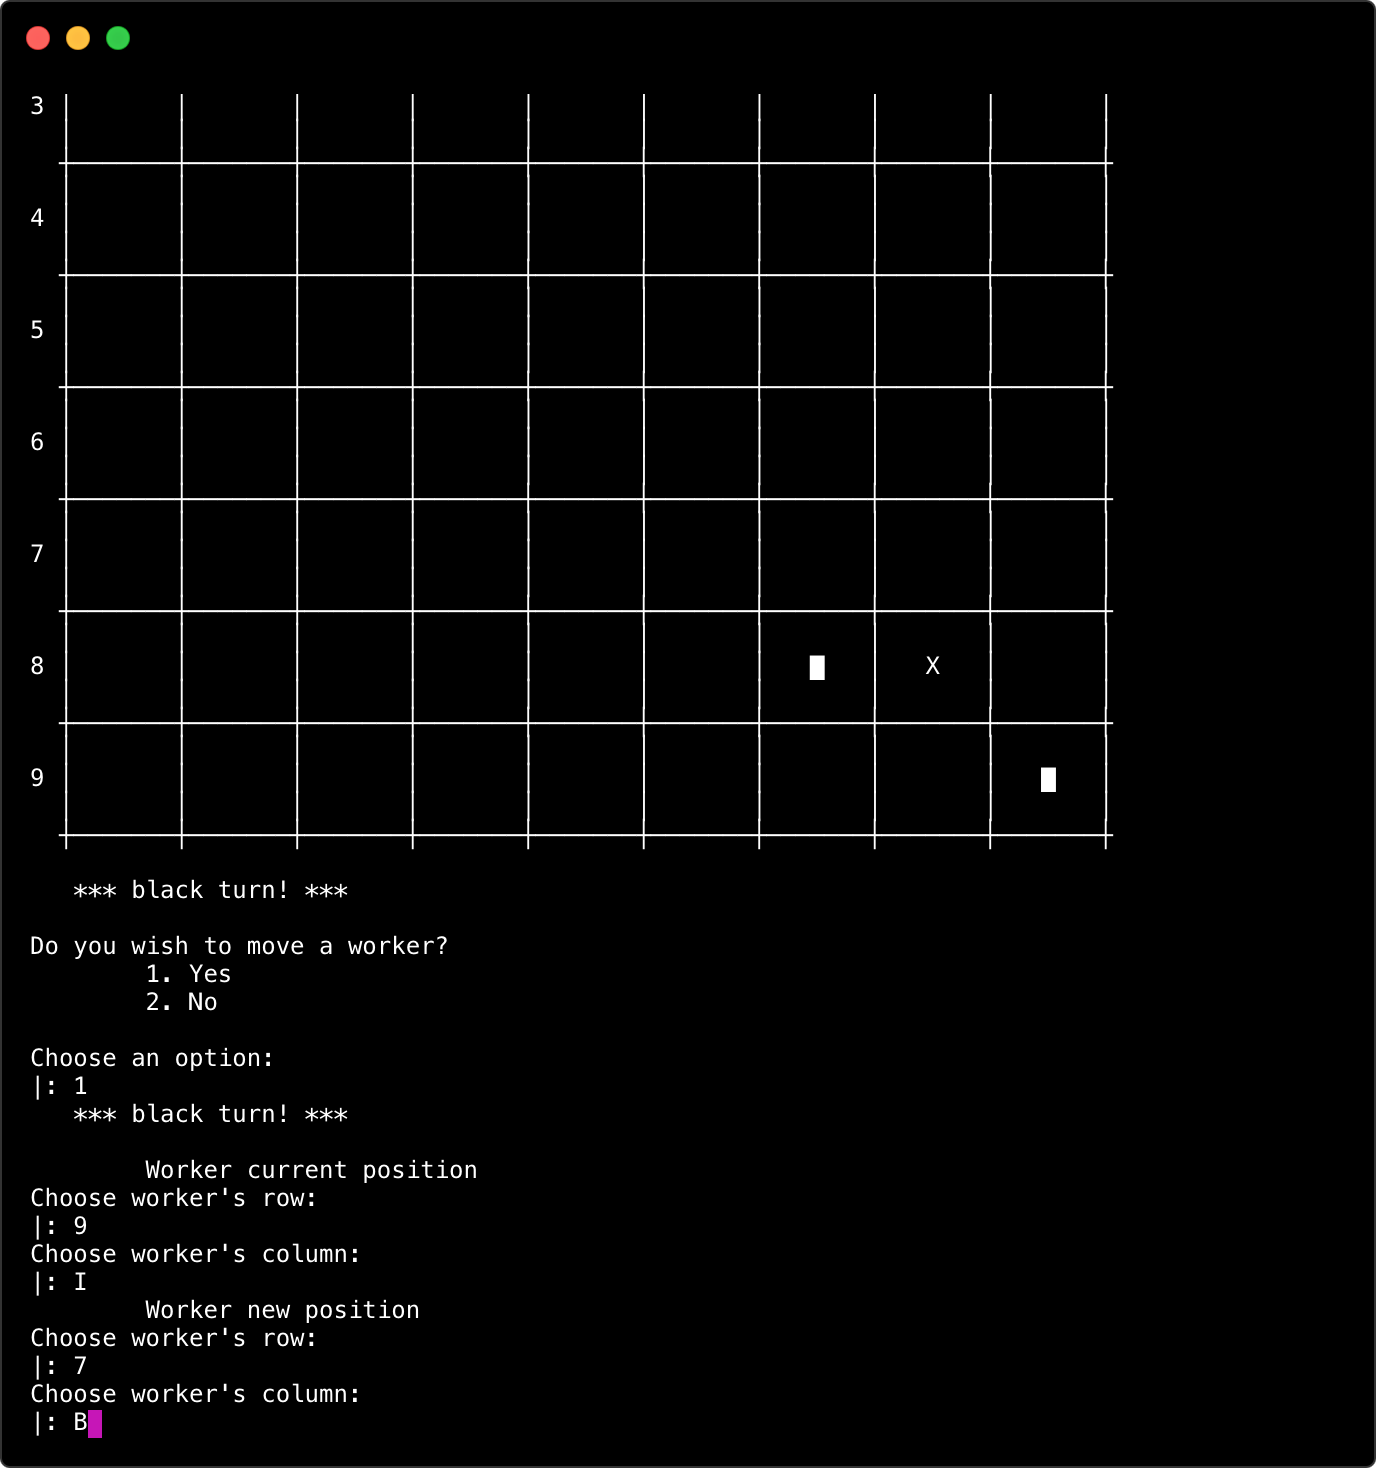 3
4
5
6
7
8 X
9
*** black turn! ***
Do you wish to move a worker?
1. Yes
2. No
Choose an option:
|: 1
*** black turn! ***
Worker current position
Choose worker's row:
|: 9
Choose worker's column:
|: I
Worker new position
Choose worker's row:
|: 7
Choose worker's column:
|: B